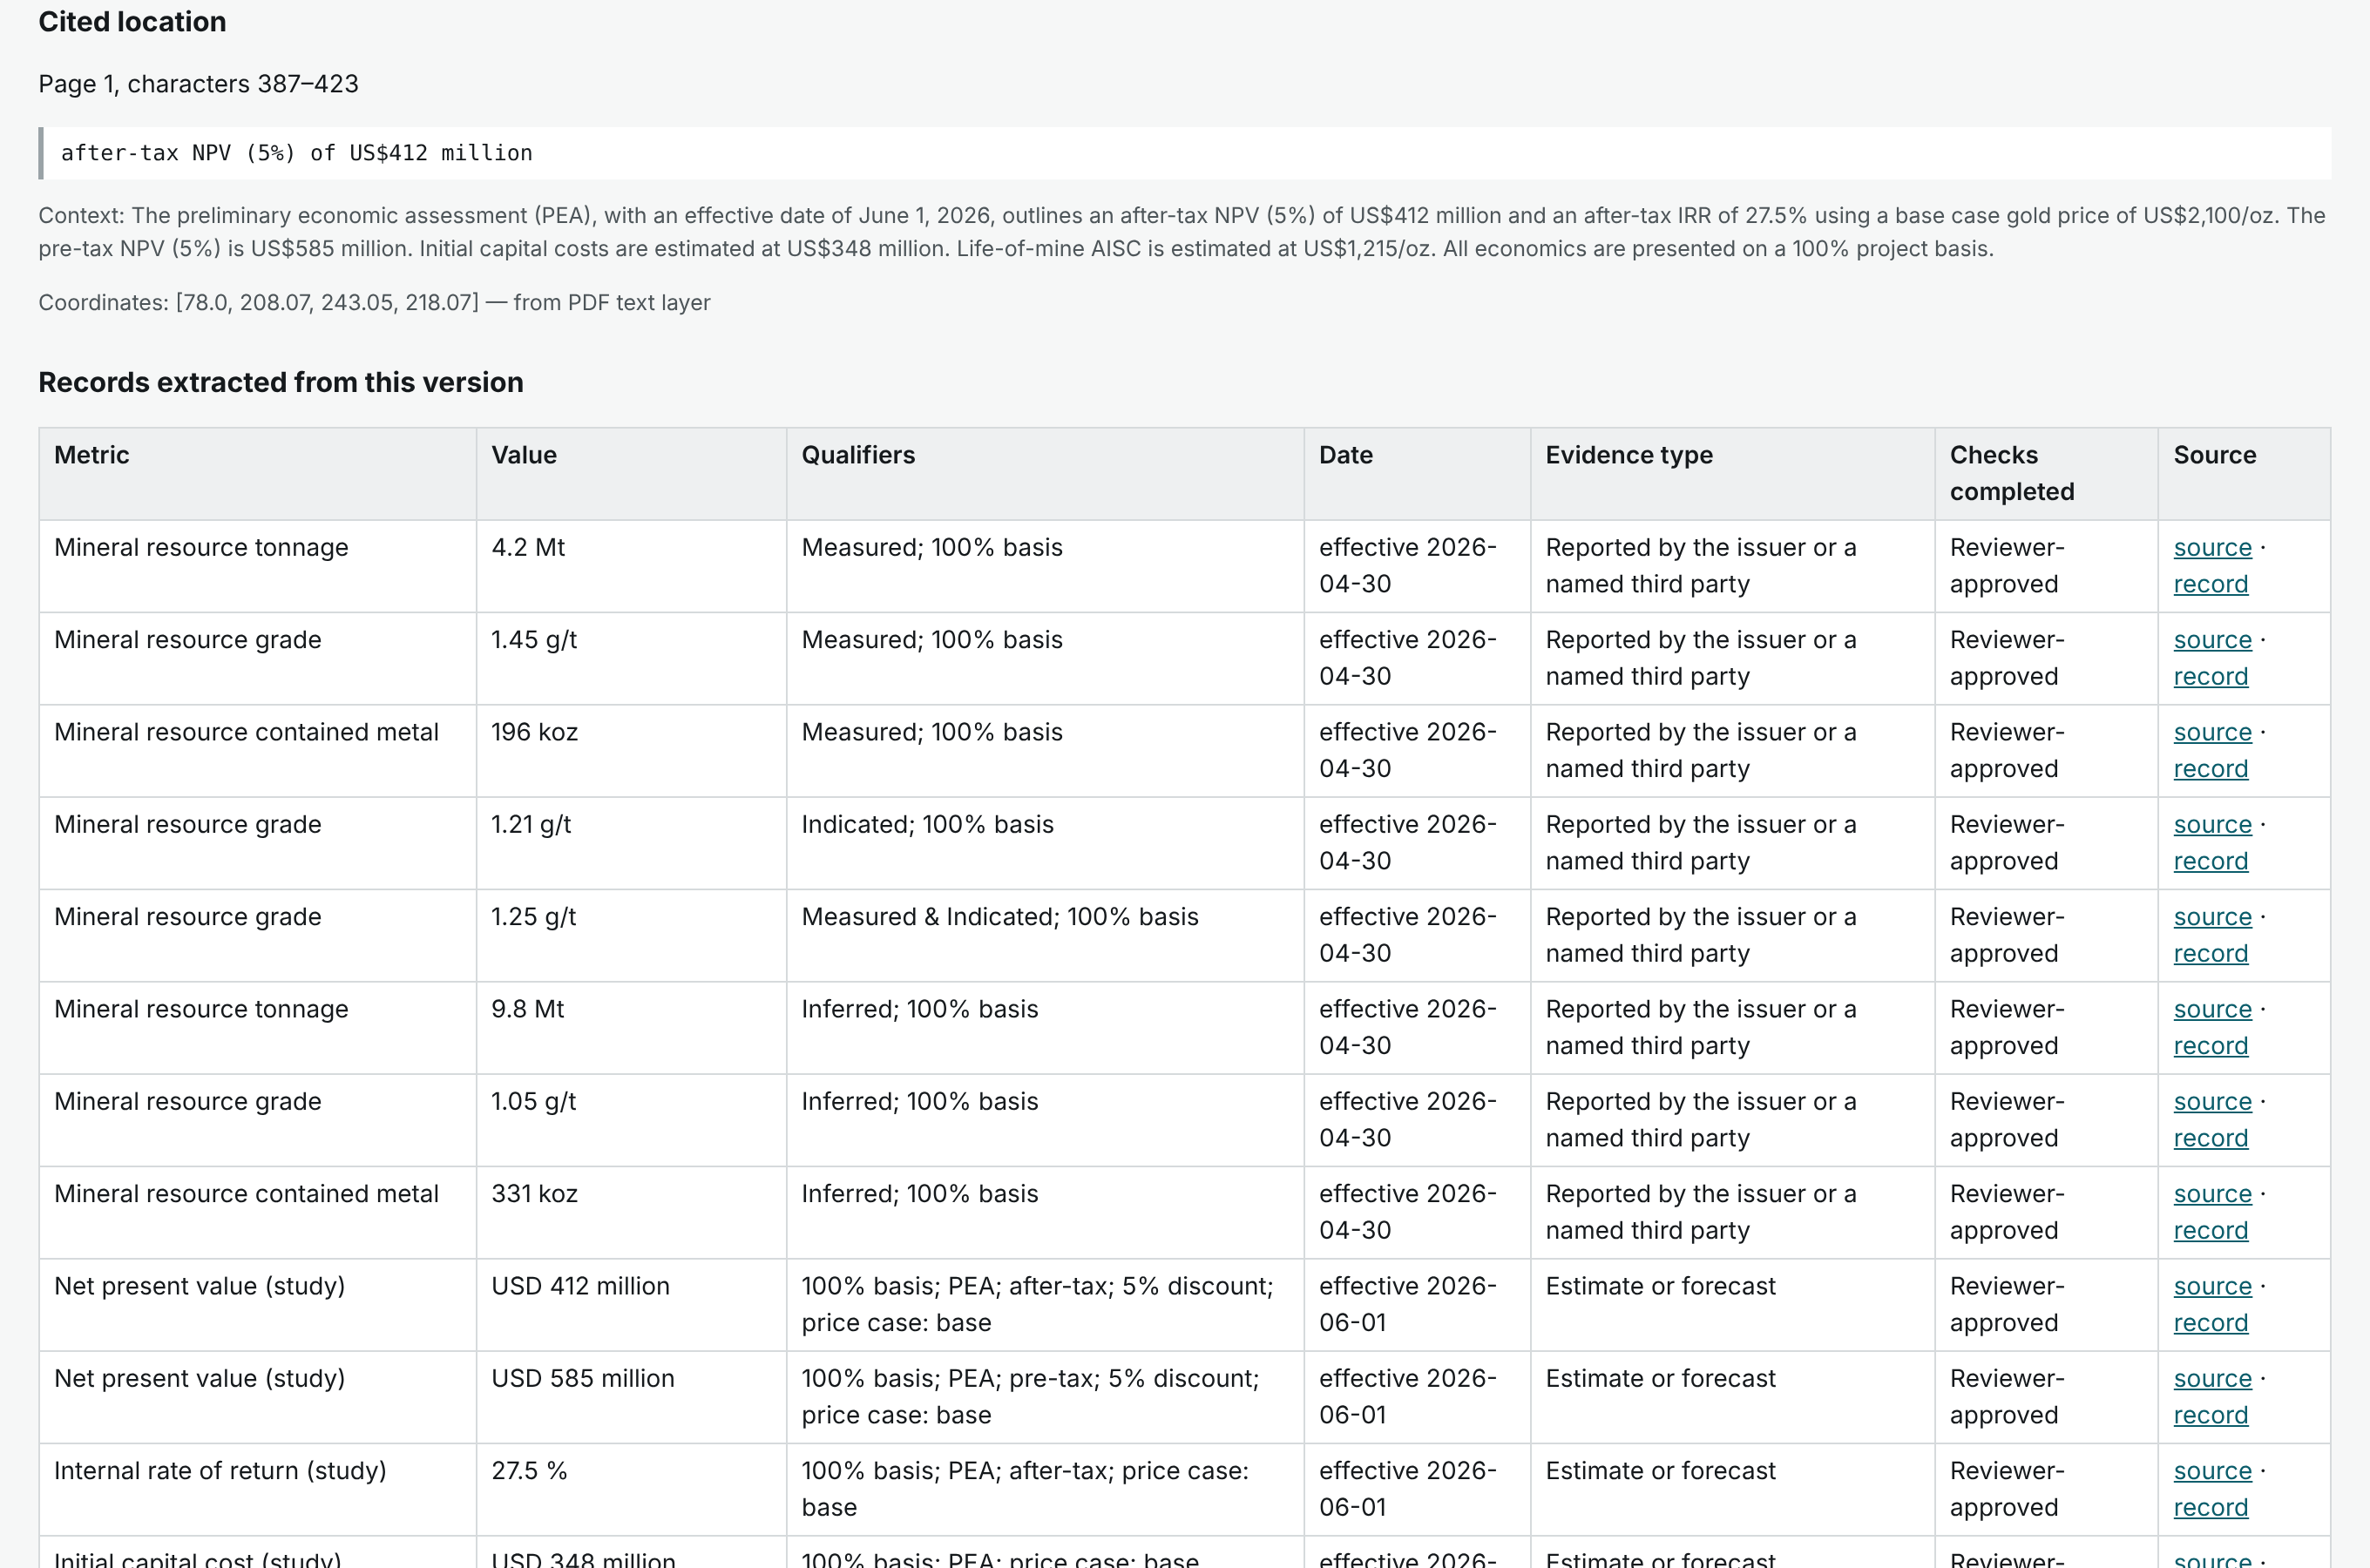 Cited location
Page 1, characters 387–423
after-tax NPV (5%) of US$412 million
Context: The preliminary economic assessment (PEA), with an effective date of June 1, 2026, outlines an after-tax NPV (5%) of US$412 million and an after-tax IRR of 27.5% using a base case gold price of US$2,100/oz. The
pre-tax NPV (5%) is US$585 million. Initial capital costs are estimated at US$348 million. Life-of-mine AISC is estimated at US$1,215/oz. All economics are presented on a 100% project basis.
Coordinates: [78.0, 208.07, 243.05, 218.07] — from PDF text layer
Records extracted from this version
Metric Value Qualifiers Date Evidence type Checks Source
completed
Mineral resource tonnage 4.2 Mt Measured; 100% basis effective 2026- Reported by the issuer or a Reviewer- source ·
04-30 named third party approved record
Mineral resource grade 1.45 g/t Measured; 100% basis effective 2026- Reported by the issuer or a Reviewer- source ·
04-30 named third party approved record
Mineral resource contained metal 196 koz Measured; 100% basis effective 2026- Reported by the issuer or a Reviewer- source ·
04-30 named third party approved record
Mineral resource grade 1.21 g/t Indicated; 100% basis effective 2026- Reported by the issuer or a Reviewer- source ·
04-30 named third party approved record
Mineral resource grade 1.25 g/t Measured & Indicated; 100% basis effective 2026- Reported by the issuer or a Reviewer- source ·
04-30 named third party approved record
Mineral resource tonnage 9.8 Mt Inferred; 100% basis effective 2026- Reported by the issuer or a Reviewer- source ·
04-30 named third party approved record
Mineral resource grade 1.05 g/t Inferred; 100% basis effective 2026- Reported by the issuer or a Reviewer- source ·
04-30 named third party approved record
Mineral resource contained metal 331 koz Inferred; 100% basis effective 2026- Reported by the issuer or a Reviewer- source ·
04-30 named third party approved record
Net present value (study) USD 412 million 100% basis; PEA; after-tax; 5% discount; effective 2026- Estimate or forecast Reviewer- source ·
price case: base 06-01 approved record
Net present value (study) USD 585 million 100% basis; PEA; pre-tax; 5% discount; effective 2026- Estimate or forecast Reviewer- source ·
price case: base 06-01 approved record
Internal rate of return (study) 27.5 % 100% basis; PEA; after-tax; price case: effective 2026- Estimate or forecast Reviewer- source ·
base 06-01 approved record
Initial capital cost (study) USD 348 million 100% basis; PEA; price case: base effective 2026- Estimate or forecast Reviewer- source ·